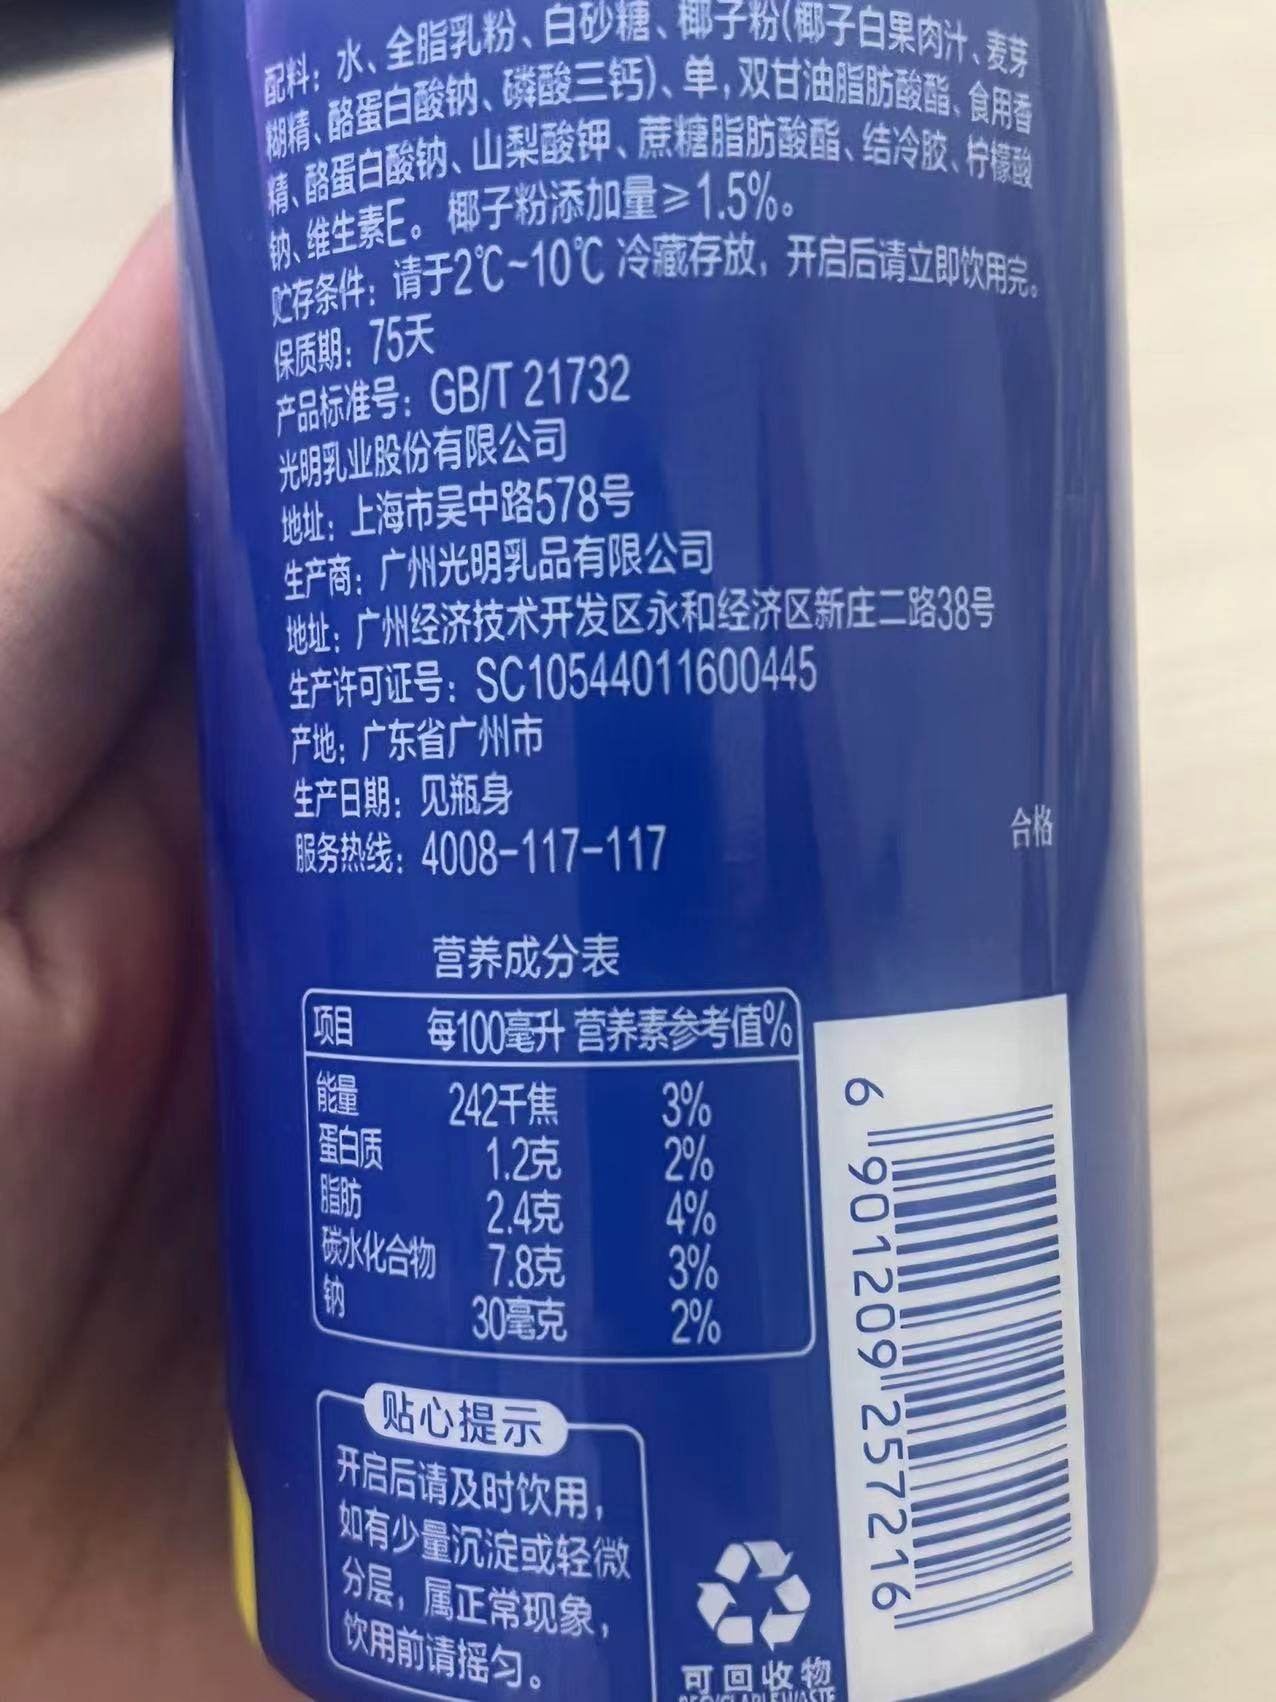 配料：水、全脂乳粉、白砂糖、椰子粉(椰子白果肉汁、麦芽
糊精、酪蛋白酸钠、磷酸三钙)、单,双甘油脂肪酸酯、食用香
精、酪蛋白酸钠、山梨酸钾、蔗糖脂肪酸酯、结冷胶、柠檬酸
钠、维生素E。椰子粉添加量≥1.5%。
贮存条件：请于2℃~10℃ 冷藏存放，开启后请立即饮用完。
保质期：75天
产品标准号：GB/T 21732
光明乳业股份有限公司
地址：上海市吴中路578号
生产商：广州光明乳品有限公司
地址：广州经济技术开发区永和经济区新庄二路38号
生产许可证号：SC10544011600445
产地：广东省广州市
生产日期：见瓶身
服务热线：4008-117-117
合格
营养成分表
项目 每100毫升 营养素参考值%
能量 242千焦 3%
蛋白质 1.2克 2%
脂肪 2.4克 4%
碳水化合物 7.8克 3%
钠 30毫克 2%
6 901209 257216
贴心提示
开启后请及时饮用，
如有少量沉淀或轻微
分层，属正常现象，
饮用前请摇匀。
可回收物
RECYCLABLE WASTE